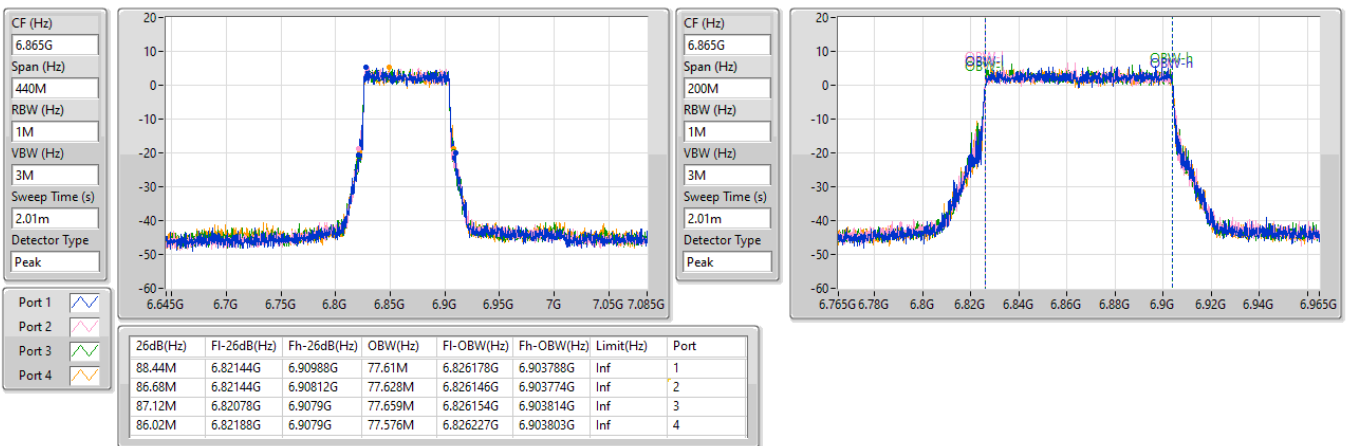 CF (Hz)
6.865G
Span (Hz)
440M
RBW (Hz)
1M
VBW (Hz)
3M
Sweep Time (s)
2.01m
Detector Type
Peak
20
10
0
-10
-20
-30
-40
-50
-60
6.645G 6.7G 6.75G 6.8G 6.85G 6.9G 6.95G 7G 7.05G 7.085G
CF (Hz)
6.865G
Span (Hz)
200M
RBW (Hz)
1M
VBW (Hz)
3M
Sweep Time (s)
2.01m
Detector Type
Peak
20
10
0
-10
-20
-30
-40
-50
-60
OBW-l
OBW-h
6.765G 6.78G 6.8G 6.82G 6.84G 6.86G 6.88G 6.9G 6.92G 6.94G 6.965G
Port 1
Port 2
Port 3
Port 4
26dB(Hz) Fl-26dB(Hz) Fh-26dB(Hz) OBW(Hz) Fl-OBW(Hz) Fh-OBW(Hz) Limit(Hz) Port
88.44M 6.82144G 6.90988G 77.61M 6.826178G 6.903788G Inf 1
86.68M 6.82144G 6.90812G 77.628M 6.826146G 6.903774G Inf 2
87.12M 6.82078G 6.9079G 77.659M 6.826154G 6.903814G Inf 3
86.02M 6.82188G 6.9079G 77.576M 6.826227G 6.903803G Inf 4